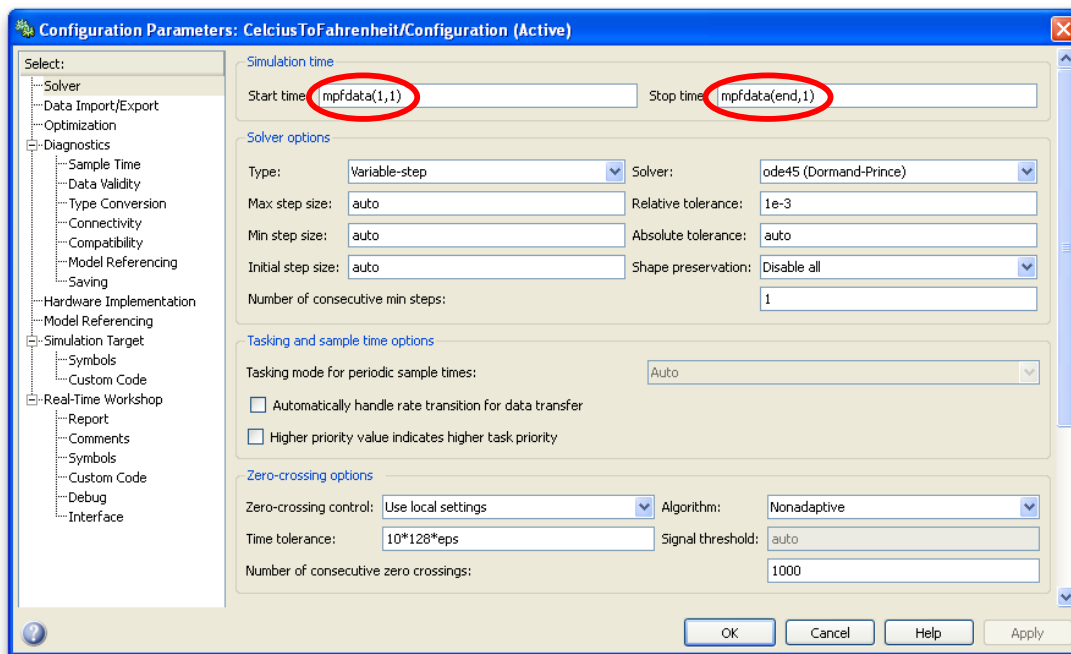 Configuration Parameters: CelciusToFahrenheit/Configuration (Active)
Select:
Solver
Data Import/Export
Optimization
Diagnostics
Sample Time
Data Validity
Type Conversion
Connectivity
Compatibility
Model Referencing
Saving
Hardware Implementation
Model Referencing
Simulation Target
Symbols
Custom Code
Real-Time Workshop
Report
Comments
Symbols
Custom Code
Debug
Interface
Simulation time
Start time: mpfdata(1,1) Stop time: mpfdata(end,1)
Solver options
Type: Variable-step Solver: ode45 (Dormand-Prince)
Max step size: auto Relative tolerance: 1e-3
Min step size: auto Absolute tolerance: auto
Initial step size: auto Shape preservation: Disable all
Number of consecutive min steps: 1
Tasking and sample time options
Tasking mode for periodic sample times: Auto
Automatically handle rate transition for data transfer
Higher priority value indicates higher task priority
Zero-crossing options
Zero-crossing control: Use local settings Algorithm: Nonadaptive
Time tolerance: 10*128*eps Signal threshold: auto
Number of consecutive zero crossings: 1000
? OK Cancel Help Apply